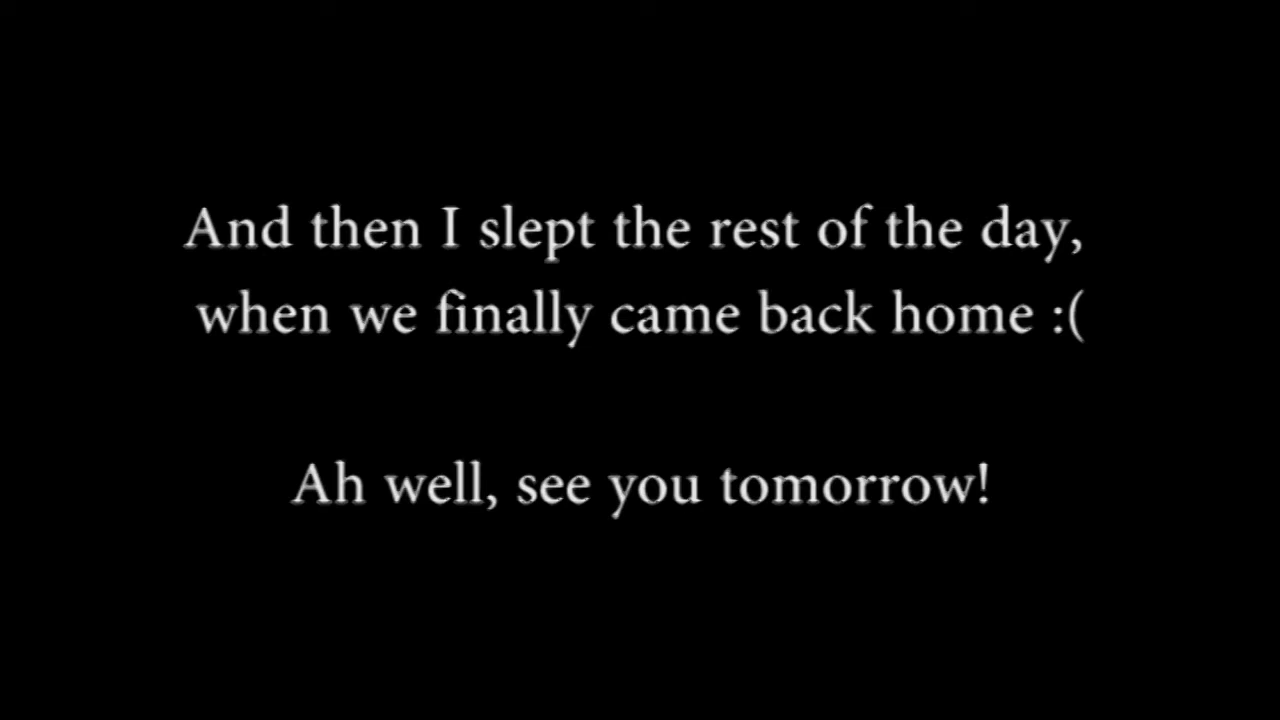 And then I slept the rest of the day,
when we finally came back home :(
Ah well, see you tomorrow!